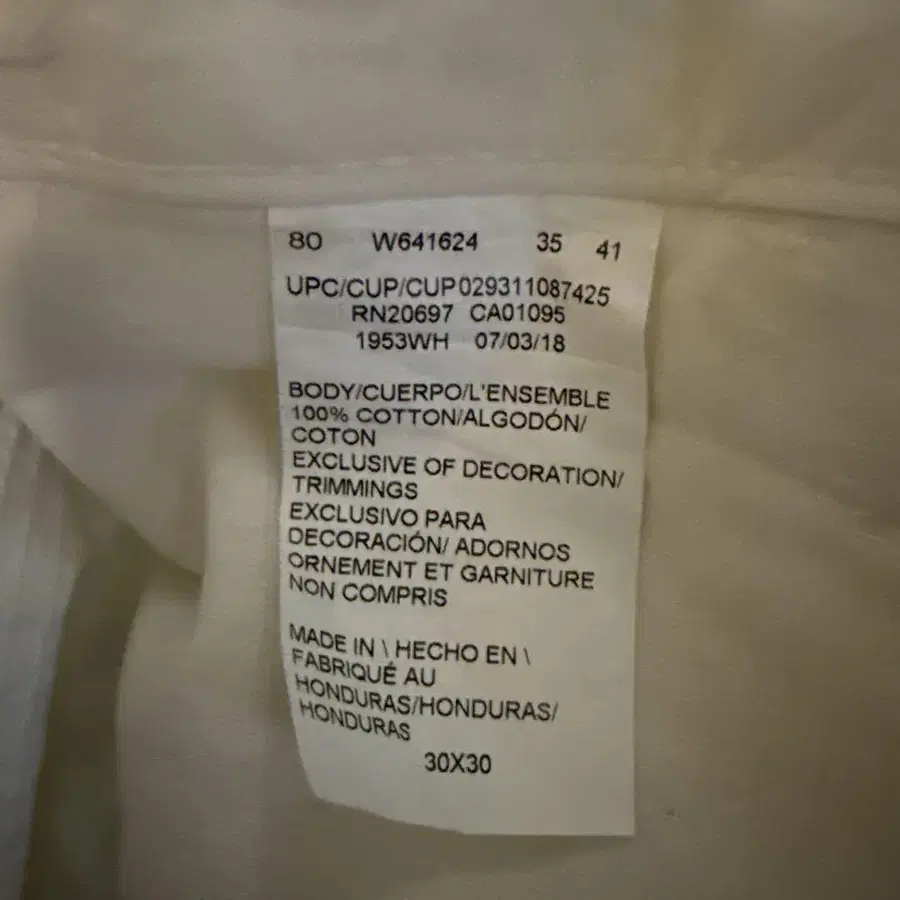 80 W641624 35 41
UPC/CUP/CUP029311087425
RN20697 CA01095
1953WH 07/03/18
BODY/CUERPO/L'ENSEMBLE
100% COTTON/ALGODÓN/
COTON
EXCLUSIVE OF DECORATION/
TRIMMINGS
EXCLUSIVO PARA
DECORACIÓN/ ADORNOS
ORNEMENT ET GARNITURE
NON COMPRIS
MADE IN \ HECHO EN \
FABRIQUÉ AU
HONDURAS/HONDURAS/
HONDURAS
30X30